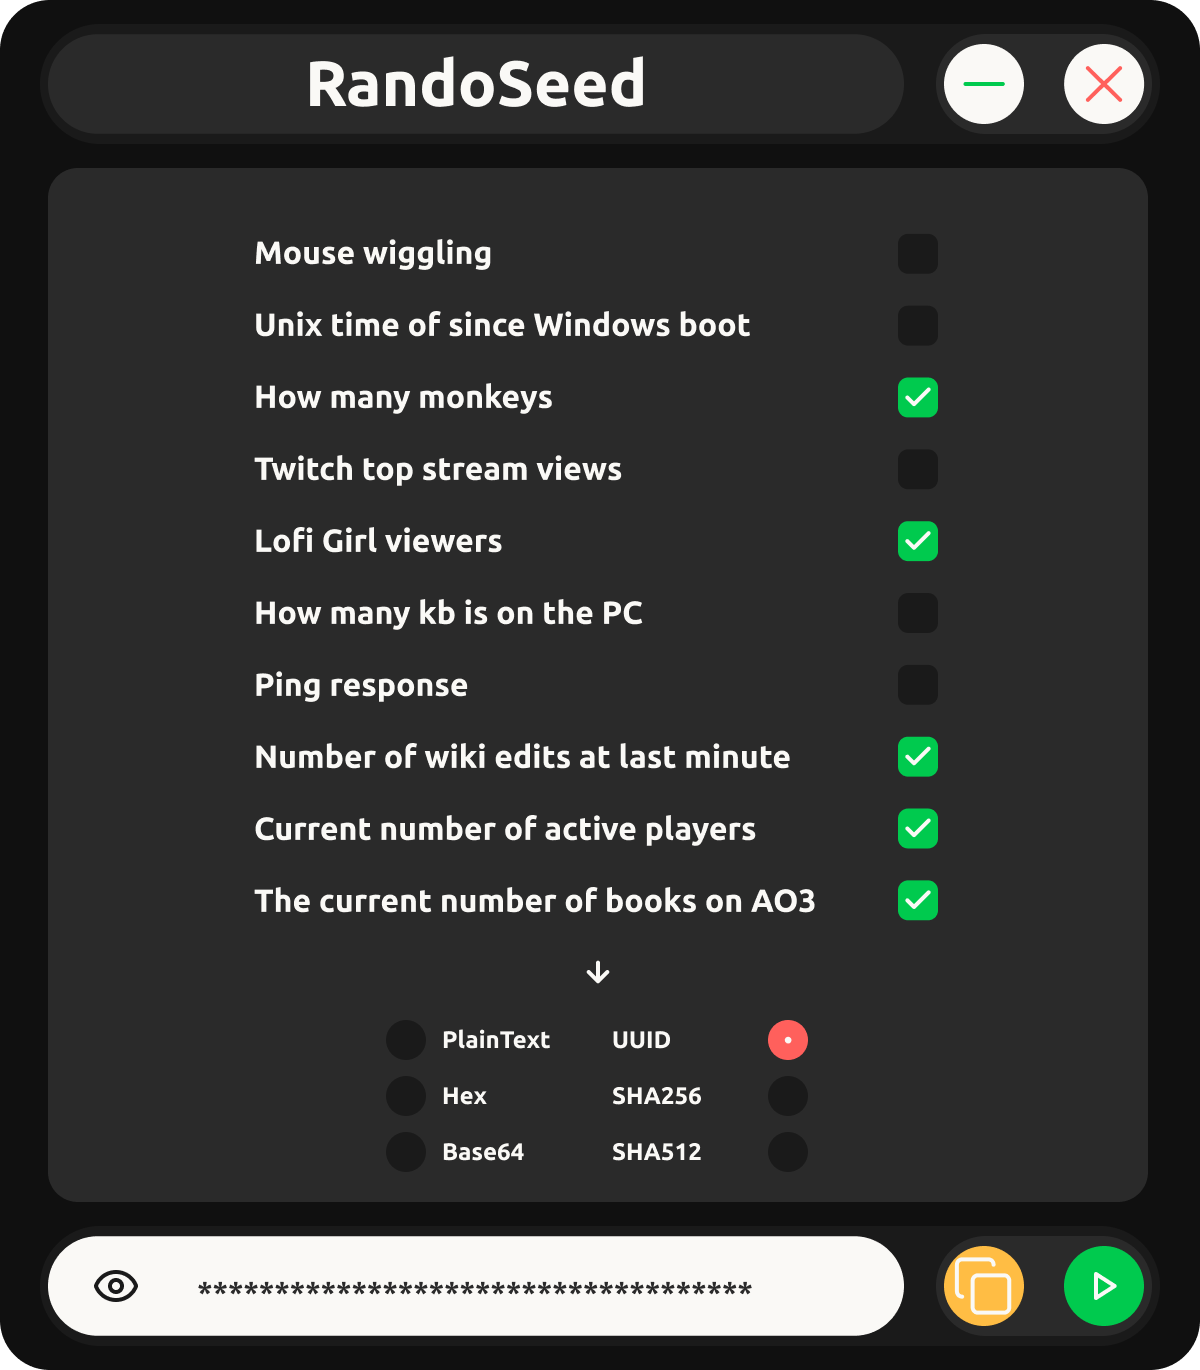 RandoSeed
Mouse wiggling
Unix time of since Windows boot
How many monkeys
Twitch top stream views
Lofi Girl viewers
How many kb is on the PC
Ping response
Number of wiki edits at last minute
Current number of active players
The current number of books on AO3
PlainText UUID
Hex SHA256
Base64 SHA512
************************************